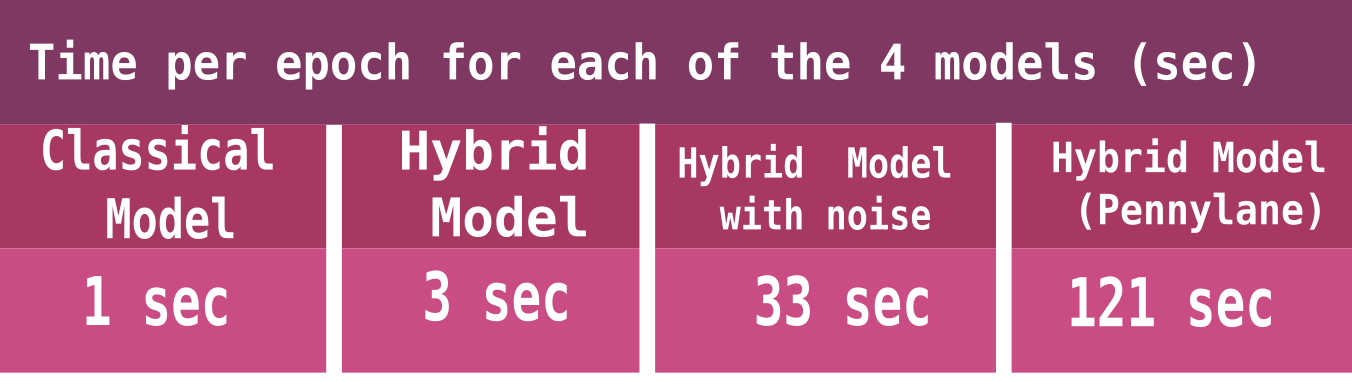 Time per epoch for each of the 4 models (sec)
Classical
Model
Hybrid
Model
Hybrid  Model
with noise
Hybrid Model
(Pennylane)
1 sec
3 sec
33 sec
121 sec